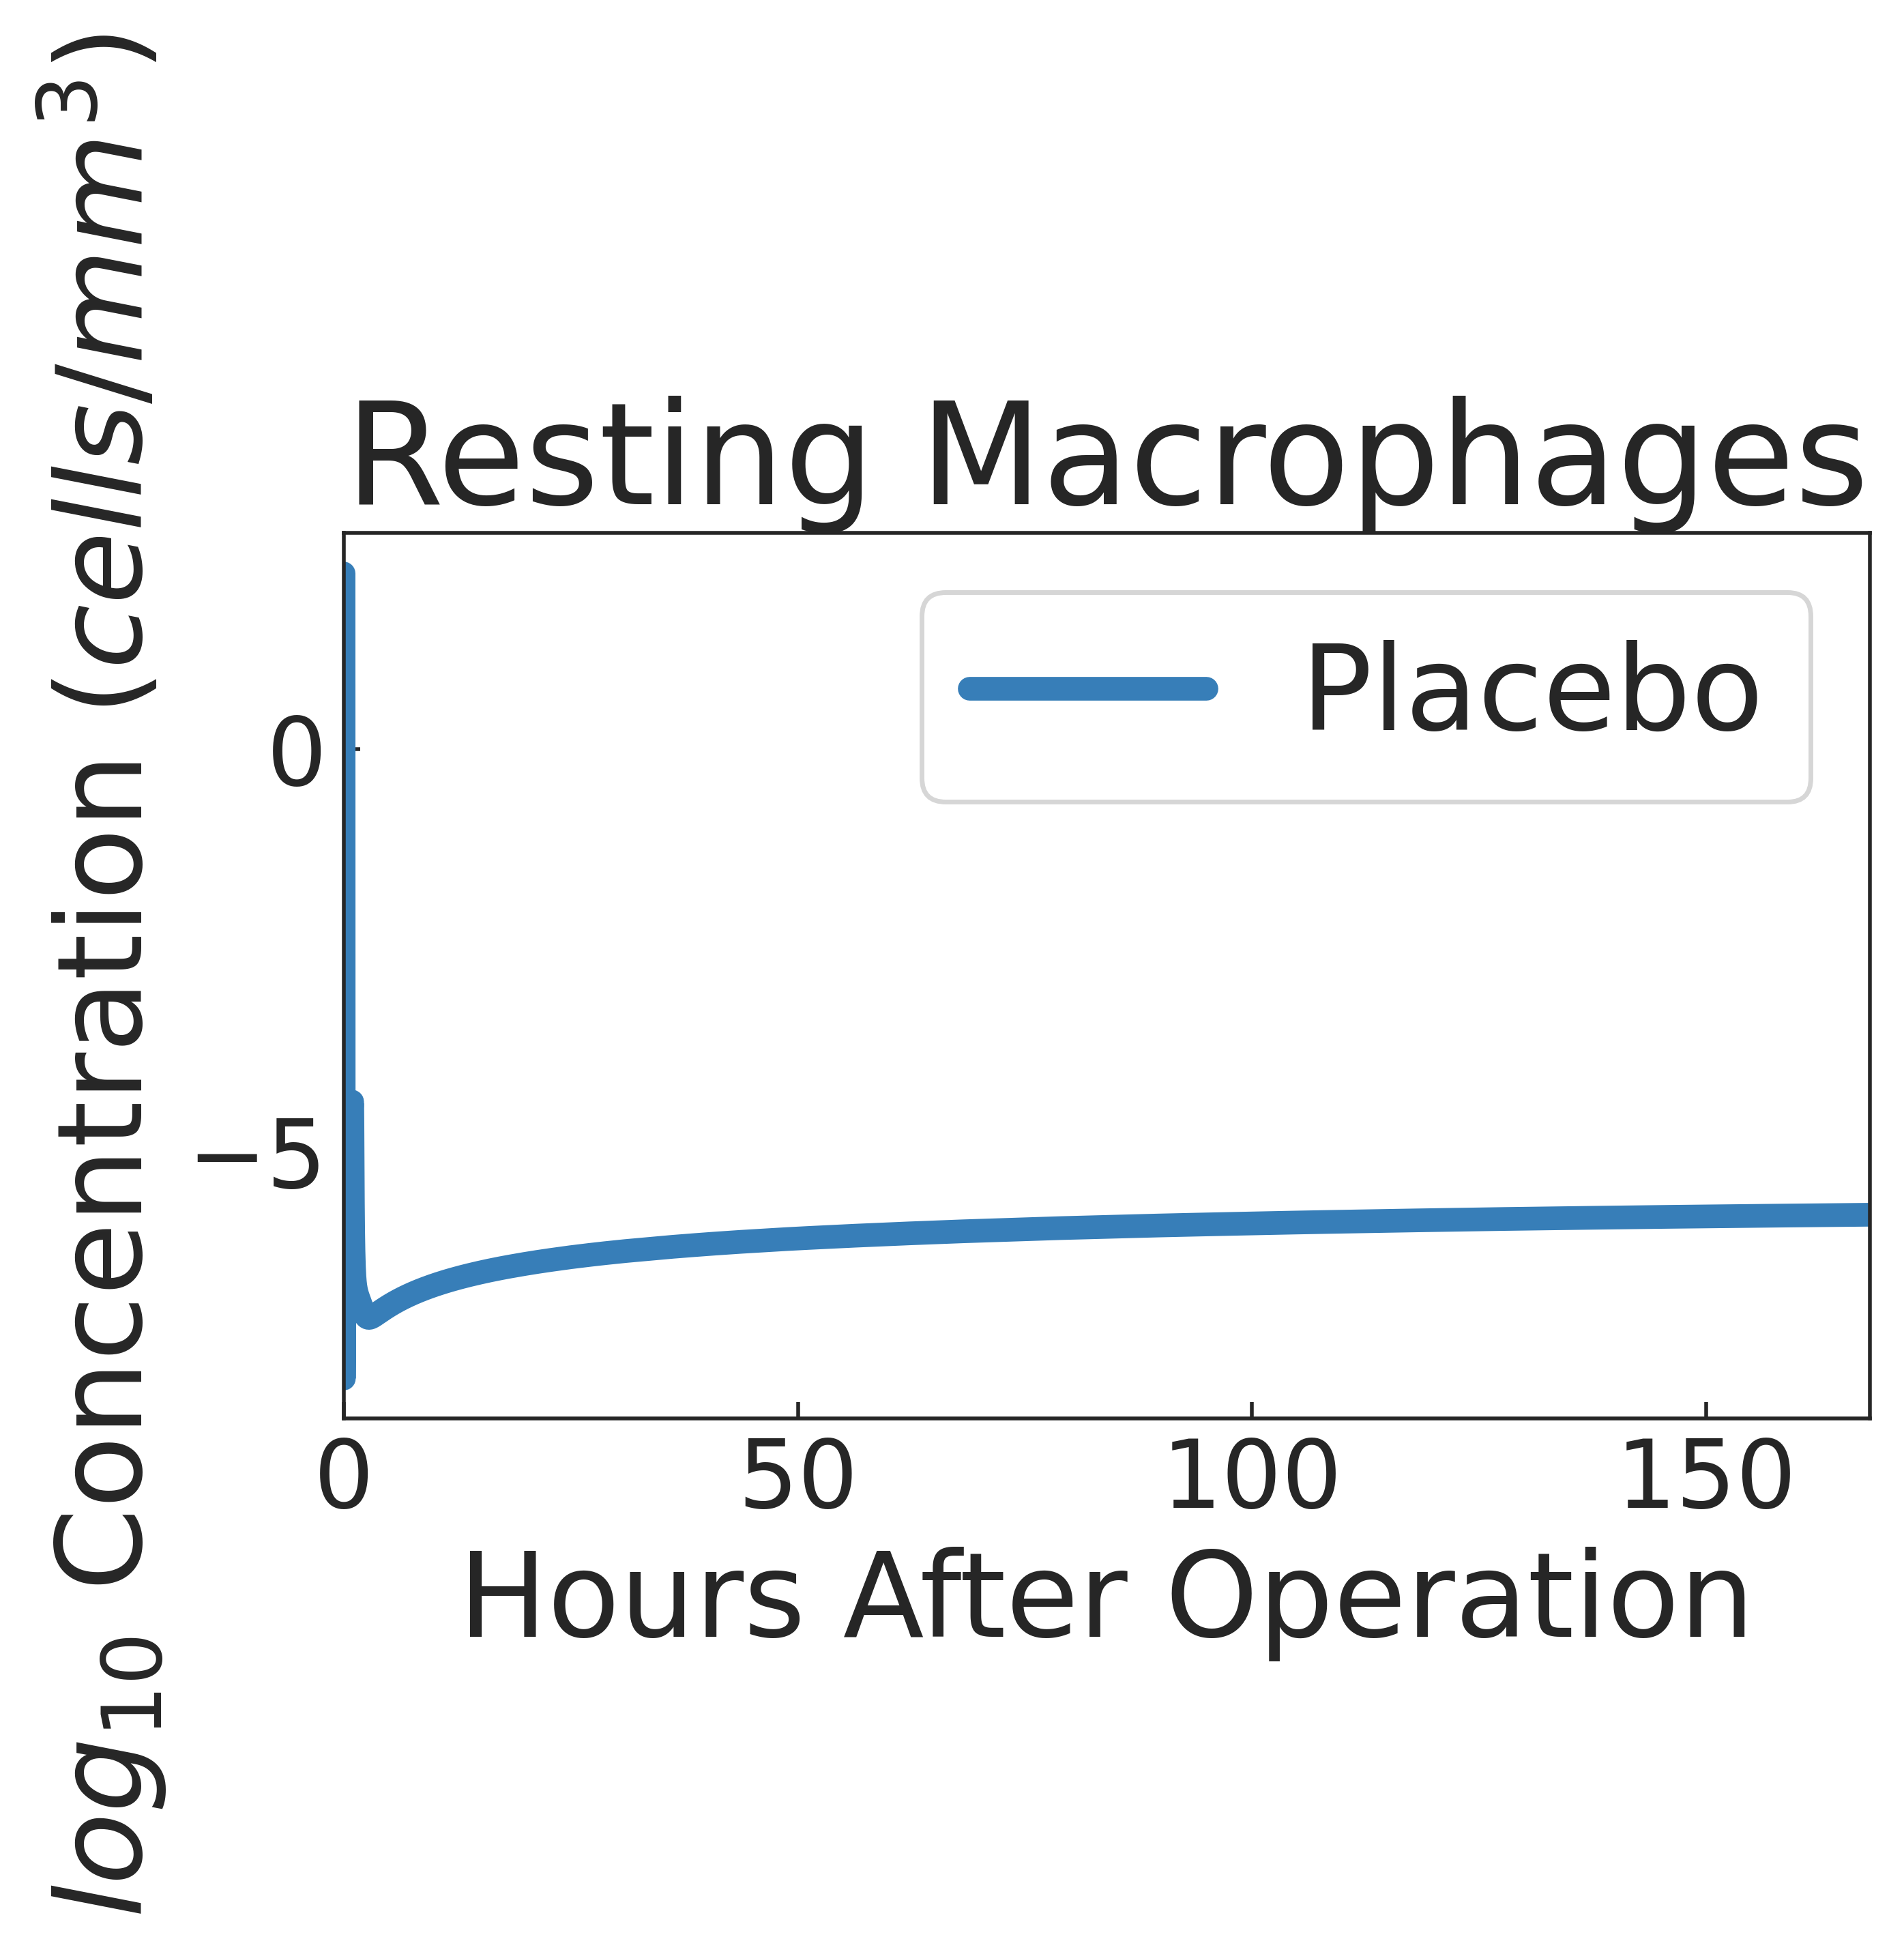 Resting Macrophages
log10 Concentration (cells/mm3)
Placebo
0
−5
0 50 100 150
Hours After Operation